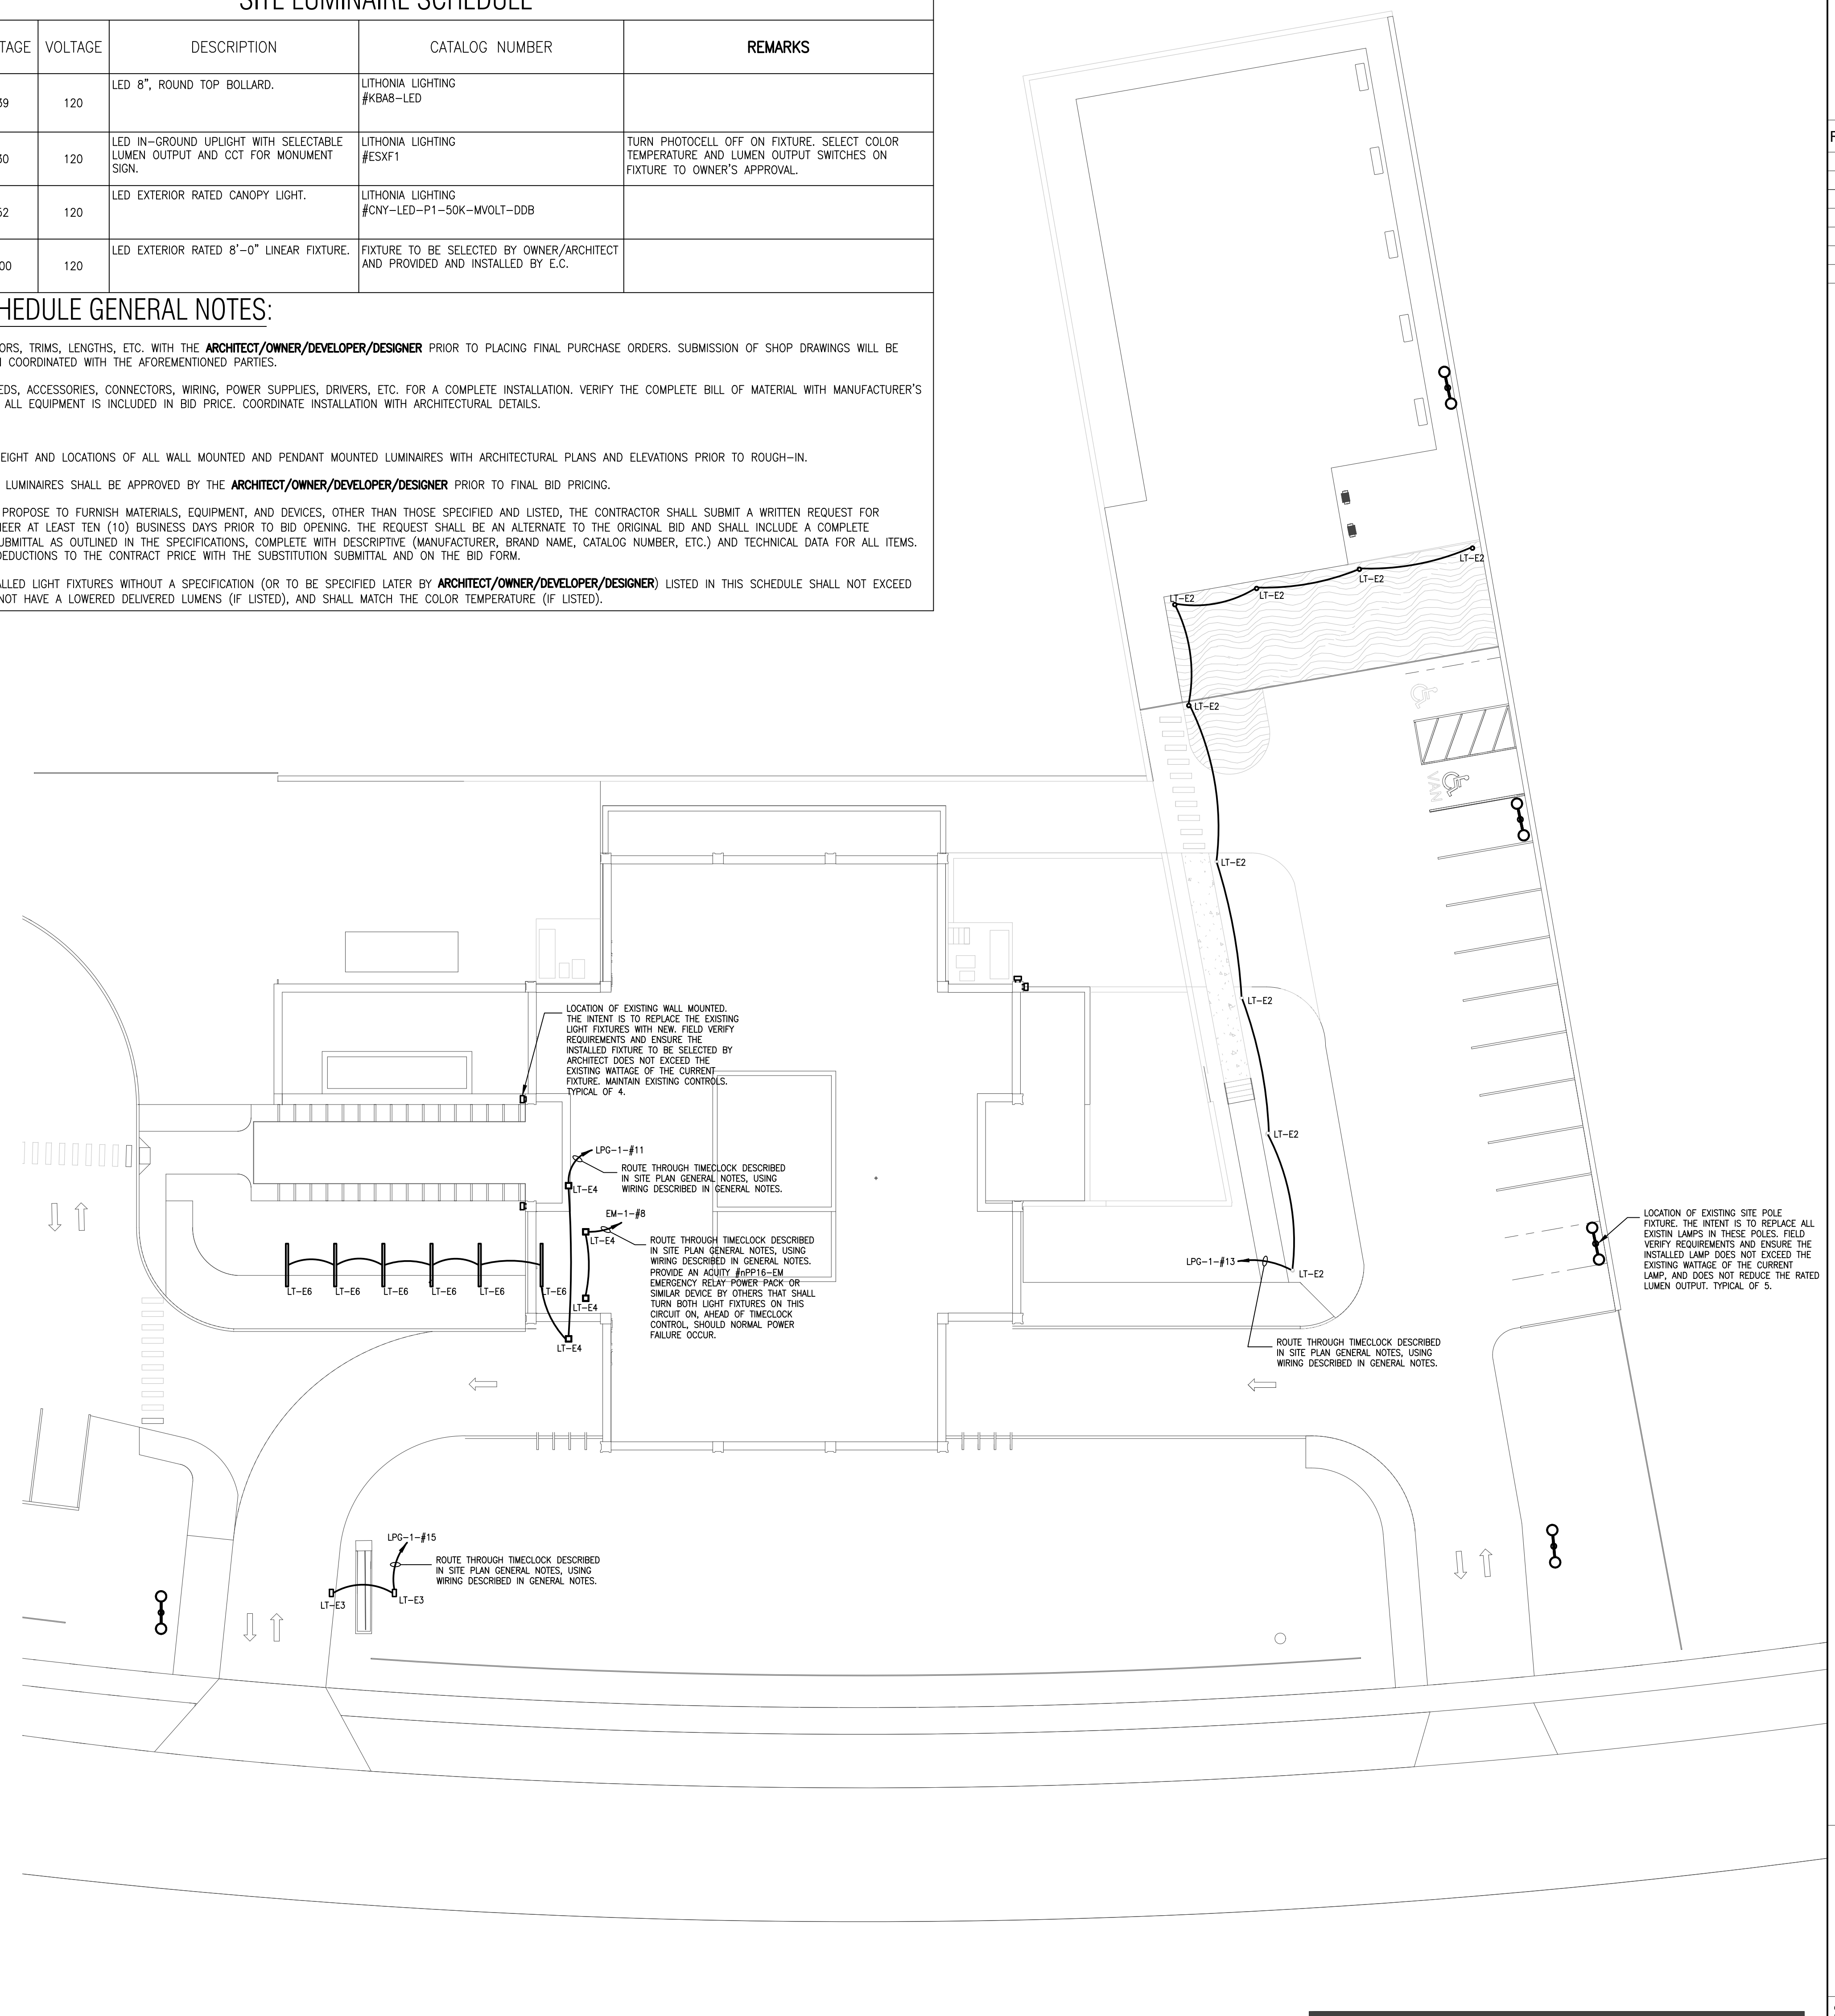 SITE LUMINAIRE SCHEDULE
TAGE VOLTAGE DESCRIPTION CATALOG NUMBER REMARKS
39 120 LED 8", ROUND TOP BOLLARD. LITHONIA LIGHTING
#KBA8-LED
30 120 LED IN-GROUND UPLIGHT WITH SELECTABLE LITHONIA LIGHTING TURN PHOTOCELL OFF ON FIXTURE. SELECT COLOR
LUMEN OUTPUT AND CCT FOR MONUMENT #ESXF1 TEMPERATURE AND LUMEN OUTPUT SWITCHES ON
SIGN. FIXTURE TO OWNER'S APPROVAL.
52 120 LED EXTERIOR RATED CANOPY LIGHT. LITHONIA LIGHTING
#CNY-LED-P1-50K-MVOLT-DDB
00 120 LED EXTERIOR RATED 8'-0" LINEAR FIXTURE. FIXTURE TO BE SELECTED BY OWNER/ARCHITECT
AND PROVIDED AND INSTALLED BY E.C.
HEDULE GENERAL NOTES:
ORS, TRIMS, LENGTHS, ETC. WITH THE ARCHITECT/OWNER/DEVELOPER/DESIGNER PRIOR TO PLACING FINAL PURCHASE ORDERS. SUBMISSION OF SHOP DRAWINGS WILL BE
COORDINATED WITH THE AFOREMENTIONED PARTIES.
EDS, ACCESSORIES, CONNECTORS, WIRING, POWER SUPPLIES, DRIVERS, ETC. FOR A COMPLETE INSTALLATION. VERIFY THE COMPLETE BILL OF MATERIAL WITH MANUFACTURER'S
ALL EQUIPMENT IS INCLUDED IN BID PRICE. COORDINATE INSTALLATION WITH ARCHITECTURAL DETAILS.
EIGHT AND LOCATIONS OF ALL WALL MOUNTED AND PENDANT MOUNTED LUMINAIRES WITH ARCHITECTURAL PLANS AND ELEVATIONS PRIOR TO ROUGH-IN.
LUMINAIRES SHALL BE APPROVED BY THE ARCHITECT/OWNER/DEVELOPER/DESIGNER PRIOR TO FINAL BID PRICING.
PROPOSE TO FURNISH MATERIALS, EQUIPMENT, AND DEVICES, OTHER THAN THOSE SPECIFIED AND LISTED, THE CONTRACTOR SHALL SUBMIT A WRITTEN REQUEST FOR
NEER AT LEAST TEN (10) BUSINESS DAYS PRIOR TO BID OPENING. THE REQUEST SHALL BE AN ALTERNATE TO THE ORIGINAL BID AND SHALL INCLUDE A COMPLETE
UBMITTAL AS OUTLINED IN THE SPECIFICATIONS, COMPLETE WITH DESCRIPTIVE (MANUFACTURER, BRAND NAME, CATALOG NUMBER, ETC.) AND TECHNICAL DATA FOR ALL ITEMS.
DEDUCTIONS TO THE CONTRACT PRICE WITH THE SUBSTITUTION SUBMITTAL AND ON THE BID FORM.
ALLED LIGHT FIXTURES WITHOUT A SPECIFICATION (OR TO BE SPECIFIED LATER BY ARCHITECT/OWNER/DEVELOPER/DESIGNER) LISTED IN THIS SCHEDULE SHALL NOT EXCEED
NOT HAVE A LOWERED DELIVERED LUMENS (IF LISTED), AND SHALL MATCH THE COLOR TEMPERATURE (IF LISTED).
LT-E2
LT-E2
LT-E2
LT-E2
LT-E2
VAN
LT-E2
LT-E2
LT-E2
LT-E2
LPG-1-#13
ROUTE THROUGH TIMECLOCK DESCRIBED
IN SITE PLAN GENERAL NOTES, USING
WIRING DESCRIBED IN GENERAL NOTES.
LOCATION OF EXISTING WALL MOUNTED.
THE INTENT IS TO REPLACE THE EXISTING
LIGHT FIXTURES WITH NEW. FIELD VERIFY
REQUIREMENTS AND ENSURE THE
INSTALLED FIXTURE TO BE SELECTED BY
ARCHITECT DOES NOT EXCEED THE
EXISTING WATTAGE OF THE CURRENT
FIXTURE. MAINTAIN EXISTING CONTROLS.
TYPICAL OF 4.
LPG-1-#11
ROUTE THROUGH TIMECLOCK DESCRIBED
IN SITE PLAN GENERAL NOTES, USING
WIRING DESCRIBED IN GENERAL NOTES.
LT-E4
EM-1-#8
LT-E4
ROUTE THROUGH TIMECLOCK DESCRIBED
IN SITE PLAN GENERAL NOTES, USING
WIRING DESCRIBED IN GENERAL NOTES.
PROVIDE AN ACUITY #nPP16-EM
EMERGENCY RELAY POWER PACK OR
SIMILAR DEVICE BY OTHERS THAT SHALL
TURN BOTH LIGHT FIXTURES ON THIS
CIRCUIT ON, AHEAD OF TIMECLOCK
CONTROL, SHOULD NORMAL POWER
FAILURE OCCUR.
LT-E6 LT-E6 LT-E6 LT-E6 LT-E6 LT-E6
LT-E4
LT-E4
LOCATION OF EXISTING SITE POLE
FIXTURE. THE INTENT IS TO REPLACE ALL
EXISTIN LAMPS IN THESE POLES. FIELD
VERIFY REQUIREMENTS AND ENSURE THE
INSTALLED LAMP DOES NOT EXCEED THE
EXISTING WATTAGE OF THE CURRENT
LAMP, AND DOES NOT REDUCE THE RATED
LUMEN OUTPUT. TYPICAL OF 5.
LPG-1-#15
ROUTE THROUGH TIMECLOCK DESCRIBED
IN SITE PLAN GENERAL NOTES, USING
WIRING DESCRIBED IN GENERAL NOTES.
LT-E3 LT-E3